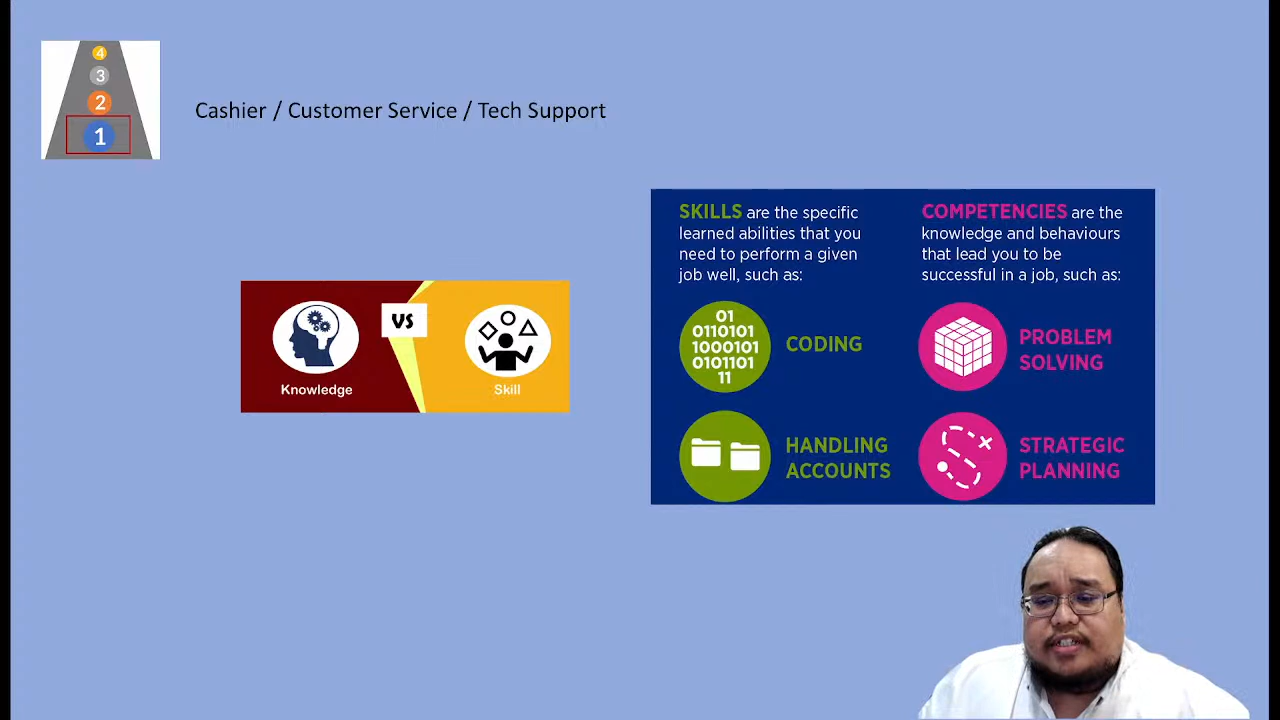 4
3
2
1
Cashier / Customer Service / Tech Support
VS
Knowledge
Skill
SKILLS are the specific
learned abilities that you
need to perform a given
job well, such as:
01
0110101
1000101
0101101
11
CODING
HANDLING
ACCOUNTS
COMPETENCIES are the
knowledge and behaviours
that lead you to be
successful in a job, such as:
PROBLEM
SOLVING
STRATEGIC
PLANNING